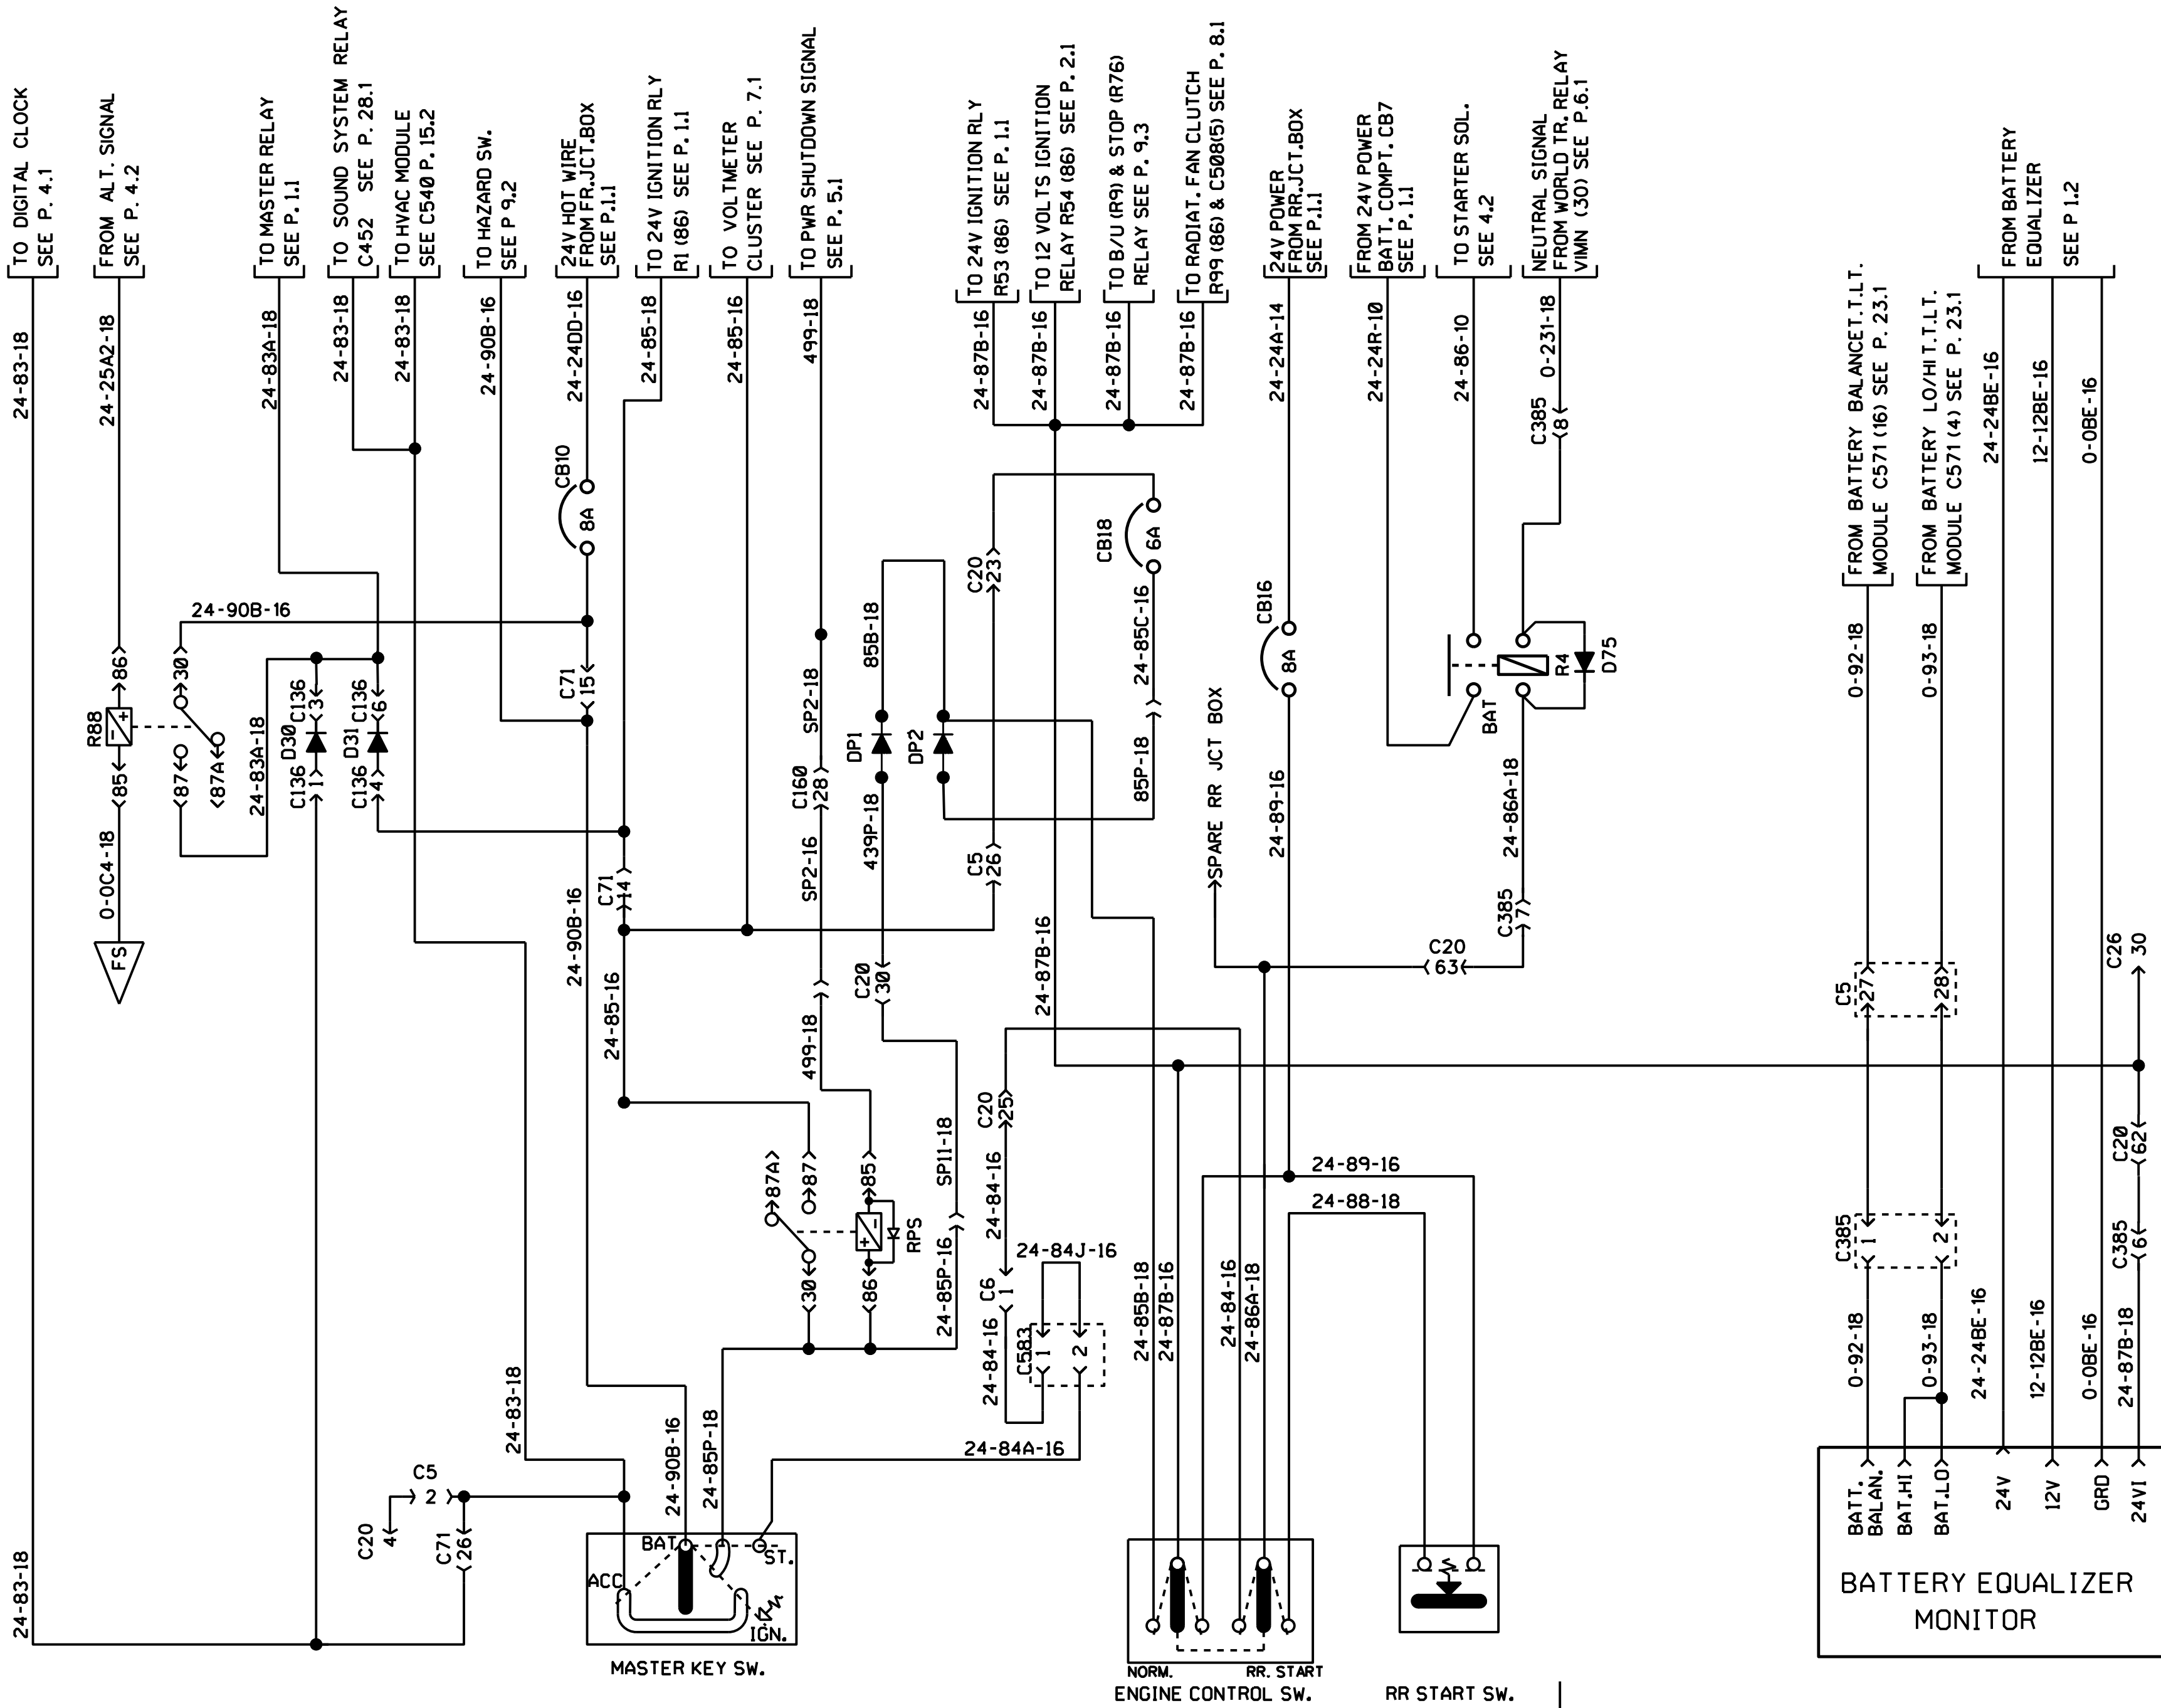 TO DIGITAL CLOCK
SEE P. 4.1
FROM ALT. SIGNAL
SEE P. 4.2
TO MASTER RELAY
SEE P. 1.1
TO SOUND SYSTEM RELAY
C452 SEE P. 28.1
TO HVAC MODULE
SEE C540 P. 15.2
TO HAZARD SW.
SEE P 9.2
24V HOT WIRE
FROM FR.JCT.BOX
SEE P.1.1
TO 24V IGNITION RLY
R1 (86) SEE P. 1.1
TO VOLTMETER
CLUSTER SEE P. 7.1
TO PWR SHUTDOWN SIGNAL
SEE P. 5.1
TO 24V IGNITION RLY
R53 (86) SEE P. 1.1
TO 12 VOLTS IGNITION
RELAY R54 (86) SEE P. 2.1
TO B/U (R9) & STOP (R76)
RELAY SEE P. 9.3
TO RADIAT. FAN CLUTCH
R99 (86) & C508(5) SEE P. 8.1
24V POWER
FROM RR.JCT.BOX
SEE P.1.1
FROM 24V POWER
BATT. COMPT. CB7
SEE P. 1.1
TO STARTER SOL.
SEE 4.2
NEUTRAL SIGNAL
FROM WORLD TR. RELAY
VIMN (30) SEE P.6.1
FROM BATTERY BALANCET.T.LT.
MODULE C571 (16) SEE P. 23.1
FROM BATTERY LO/HI T.T.LT.
MODULE C571 (4) SEE P. 23.1
FROM BATTERY
EQUALIZER
SEE P 1.2
24-83-18
24-25A2-18
24-83A-18
24-83-18
24-83-18
24-90B-16
24-24DD-16
24-85-18
24-85-16
499-18
24-87B-16
24-87B-16
24-87B-16
24-87B-16
24-24A-14
24-24R-10
24-86-10
0-231-18
24-24BE-16
12-12BE-16
0-0BE-16
C385
8
CB10
8A
CB18
6A
C20
23
24-90B-16
86
30
R88
85
87
87A
24-83A-18
D30
C136
3
C136
1
D31
C136
6
C136
4
C71
15
SP2-18
85B-18
DP1
DP2
24-85C-16
85P-18
CB16
8A
R4
D75
BAT
0-92-18
0-93-18
0-0C4-18
FS
C71
14
24-90B-16
C160
28
SP2-16
439P-18
C5
26
SPARE RR JCT BOX
24-89-16
24-86A-18
C385
7
C20
63
24-85-16
499-18
C20
30
24-87B-16
C5
27
28
C26
30
C20
25
24-84-16
SP11-18
87A
87
85
RPS
30
86
24-85P-16
C6
1
24-84-16
24-84J-16
C583
1
2
24-89-16
24-88-18
24-85B-18
24-87B-16
24-84-16
24-86A-18
C20
62
C385
1
2
C385
6
0-92-18
0-93-18
24-24BE-16
12-12BE-16
0-0BE-16
24-87B-18
24-83-18
24-90B-16
24-85P-18
24-84A-16
C5
2
C20
4
C71
26
24-83-18
BAT
ST.
ACC
IGN.
MASTER KEY SW.
NORM.
RR. START
ENGINE CONTROL SW.
RR START SW.
BATT.
BALAN.
BAT.HI
BAT.LO
24V
12V
GRD
24VI
BATTERY EQUALIZER
MONITOR